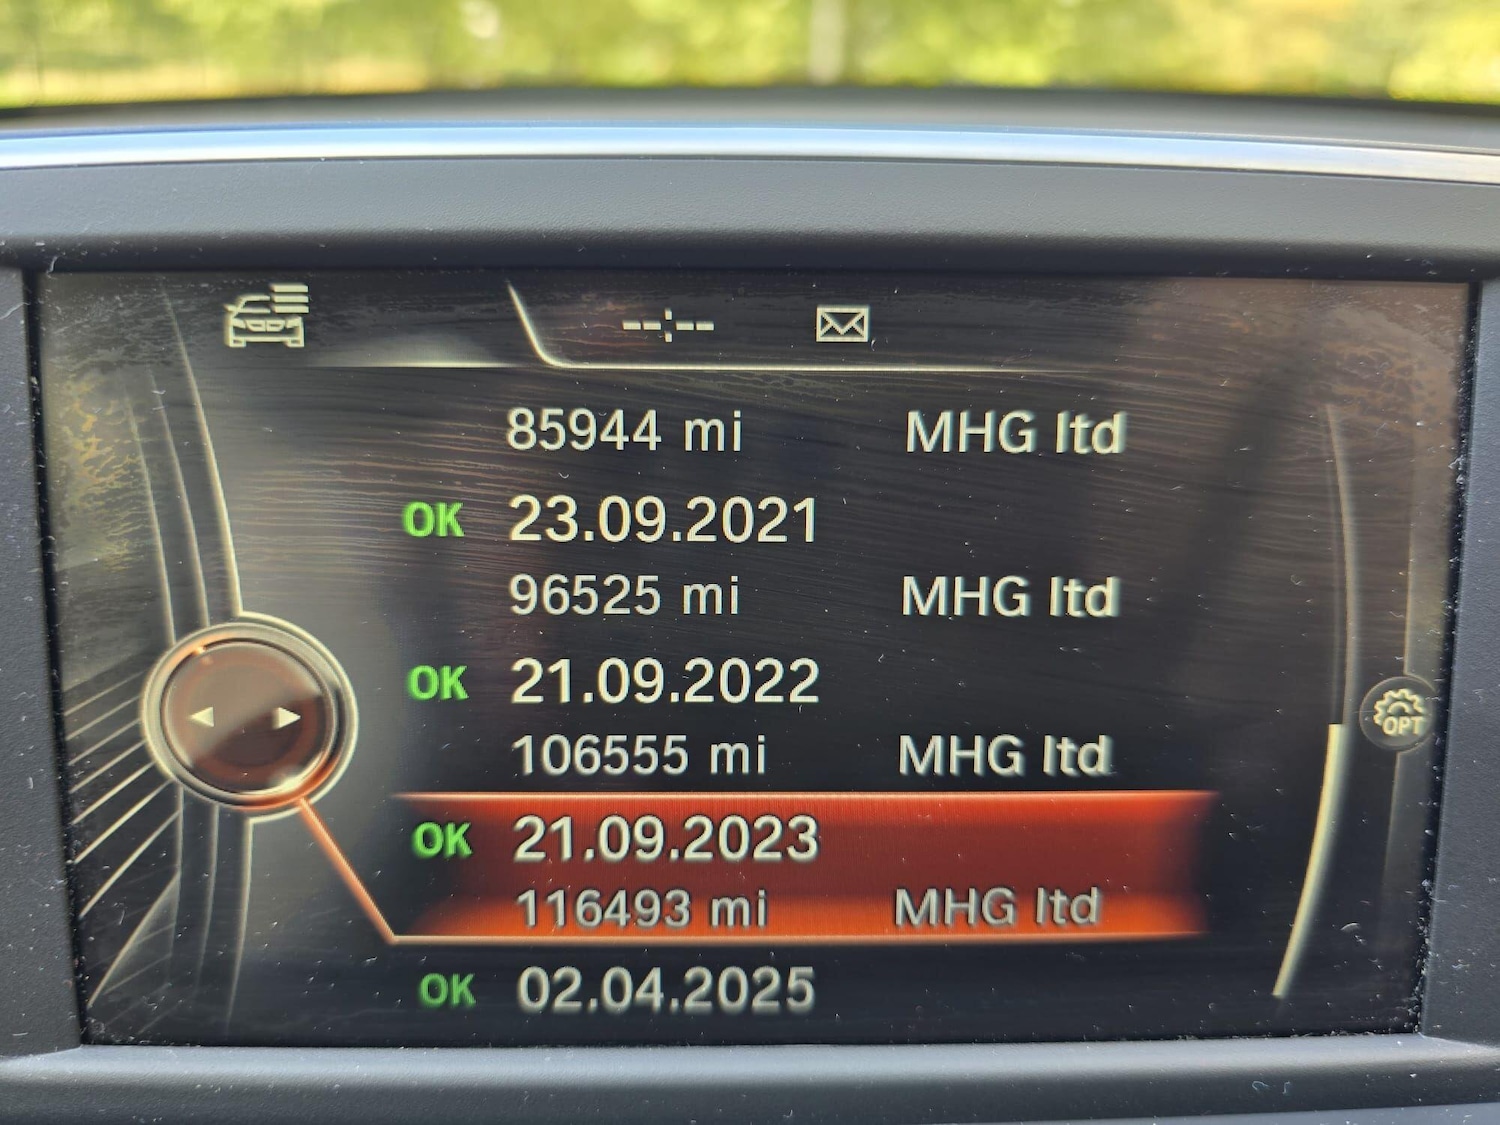 --:--
85944 mi MHG ltd
OK 23.09.2021
96525 mi MHG ltd
OK 21.09.2022
106555 mi MHG ltd
OPT
OK 21.09.2023
116493 mi MHG ltd
OK 02.04.2025